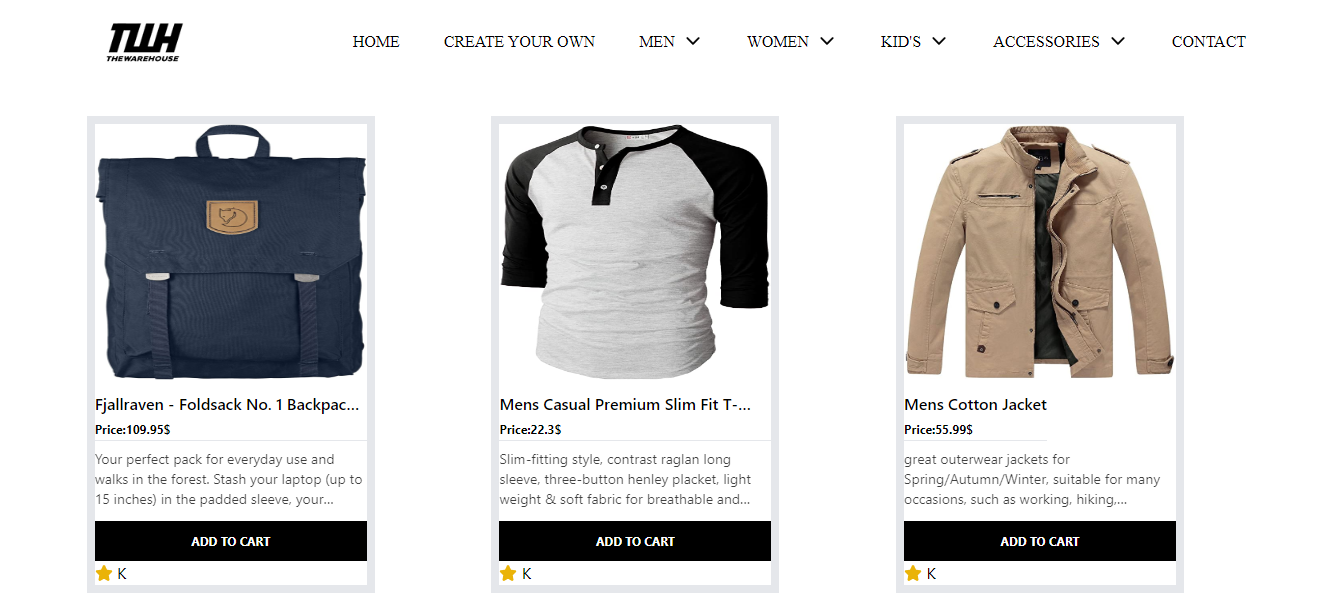 TWH
THEWAREHOUSE
HOME CREATE YOUR OWN MEN WOMEN KID'S ACCESSORIES CONTACT
Fjallraven - Foldsack No. 1 Backpac...
Price:109.95$
Your perfect pack for everyday use and
walks in the forest. Stash your laptop (up to
15 inches) in the padded sleeve, your...
ADD TO CART
K
Mens Casual Premium Slim Fit T-...
Price:22.3$
Slim-fitting style, contrast raglan long
sleeve, three-button henley placket, light
weight & soft fabric for breathable and...
ADD TO CART
K
Mens Cotton Jacket
Price:55.99$
great outerwear jackets for
Spring/Autumn/Winter, suitable for many
occasions, such as working, hiking,...
ADD TO CART
K